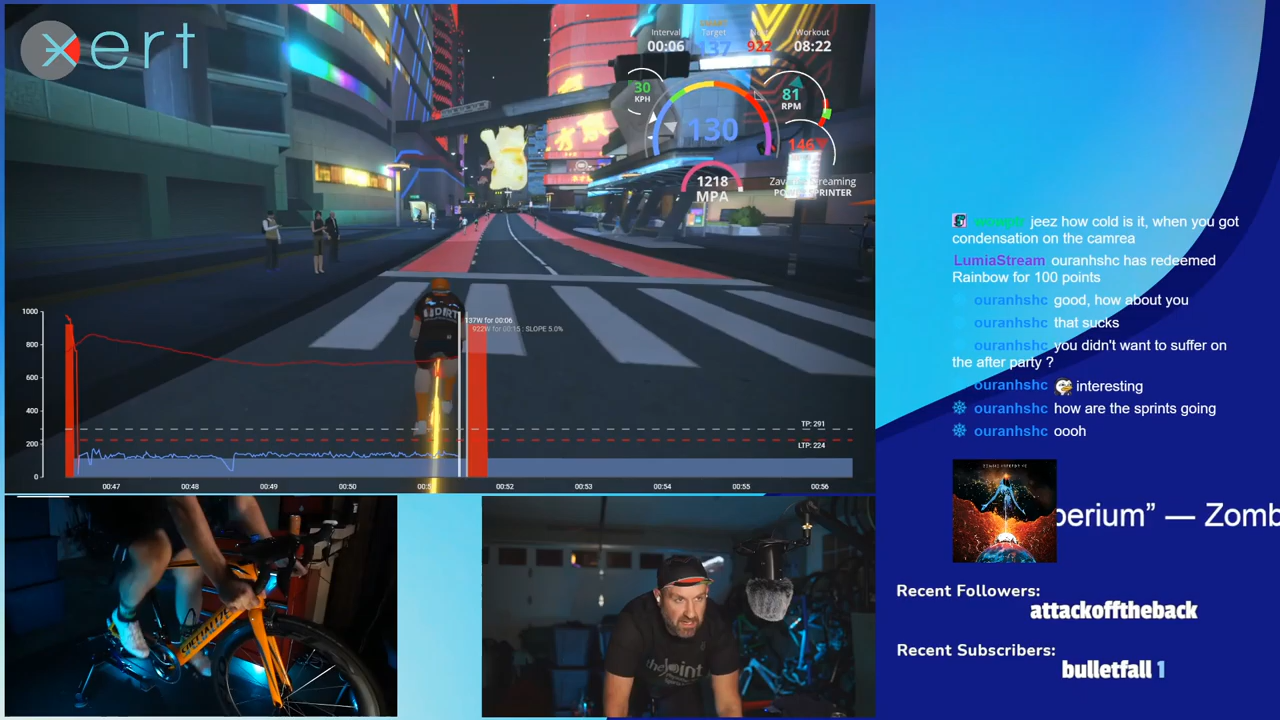 xert
Interval Target Workout
00:06 137 922 08:22
30 KPH
81 RPM
130
146
1218 MPA
Zava Streaming
jeez how cold is it, when you got
condensation on the camrea
LumiaStream ouranhshc has redeemed
Rainbow for 100 points
ouranhshc good, how about you
ouranhshc that sucks
ouranhshc you didn't want to suffer on
the after party ?
ouranhshc interesting
ouranhshc how are the sprints going
ouranhshc oooh
137W for 00:06
922W for 00:15 : SLOPE 5.0%
1000
800
600
400
200
0
TP: 291
LTP: 224
00:47 00:48 00:49 00:50 00:52 00:53 00:54 00:55 00:56
DIRT
perium" — Zomb
Recent Followers:
attackofftheback
Recent Subscribers:
bulletfall 1
SPECIALIZED
the Joint